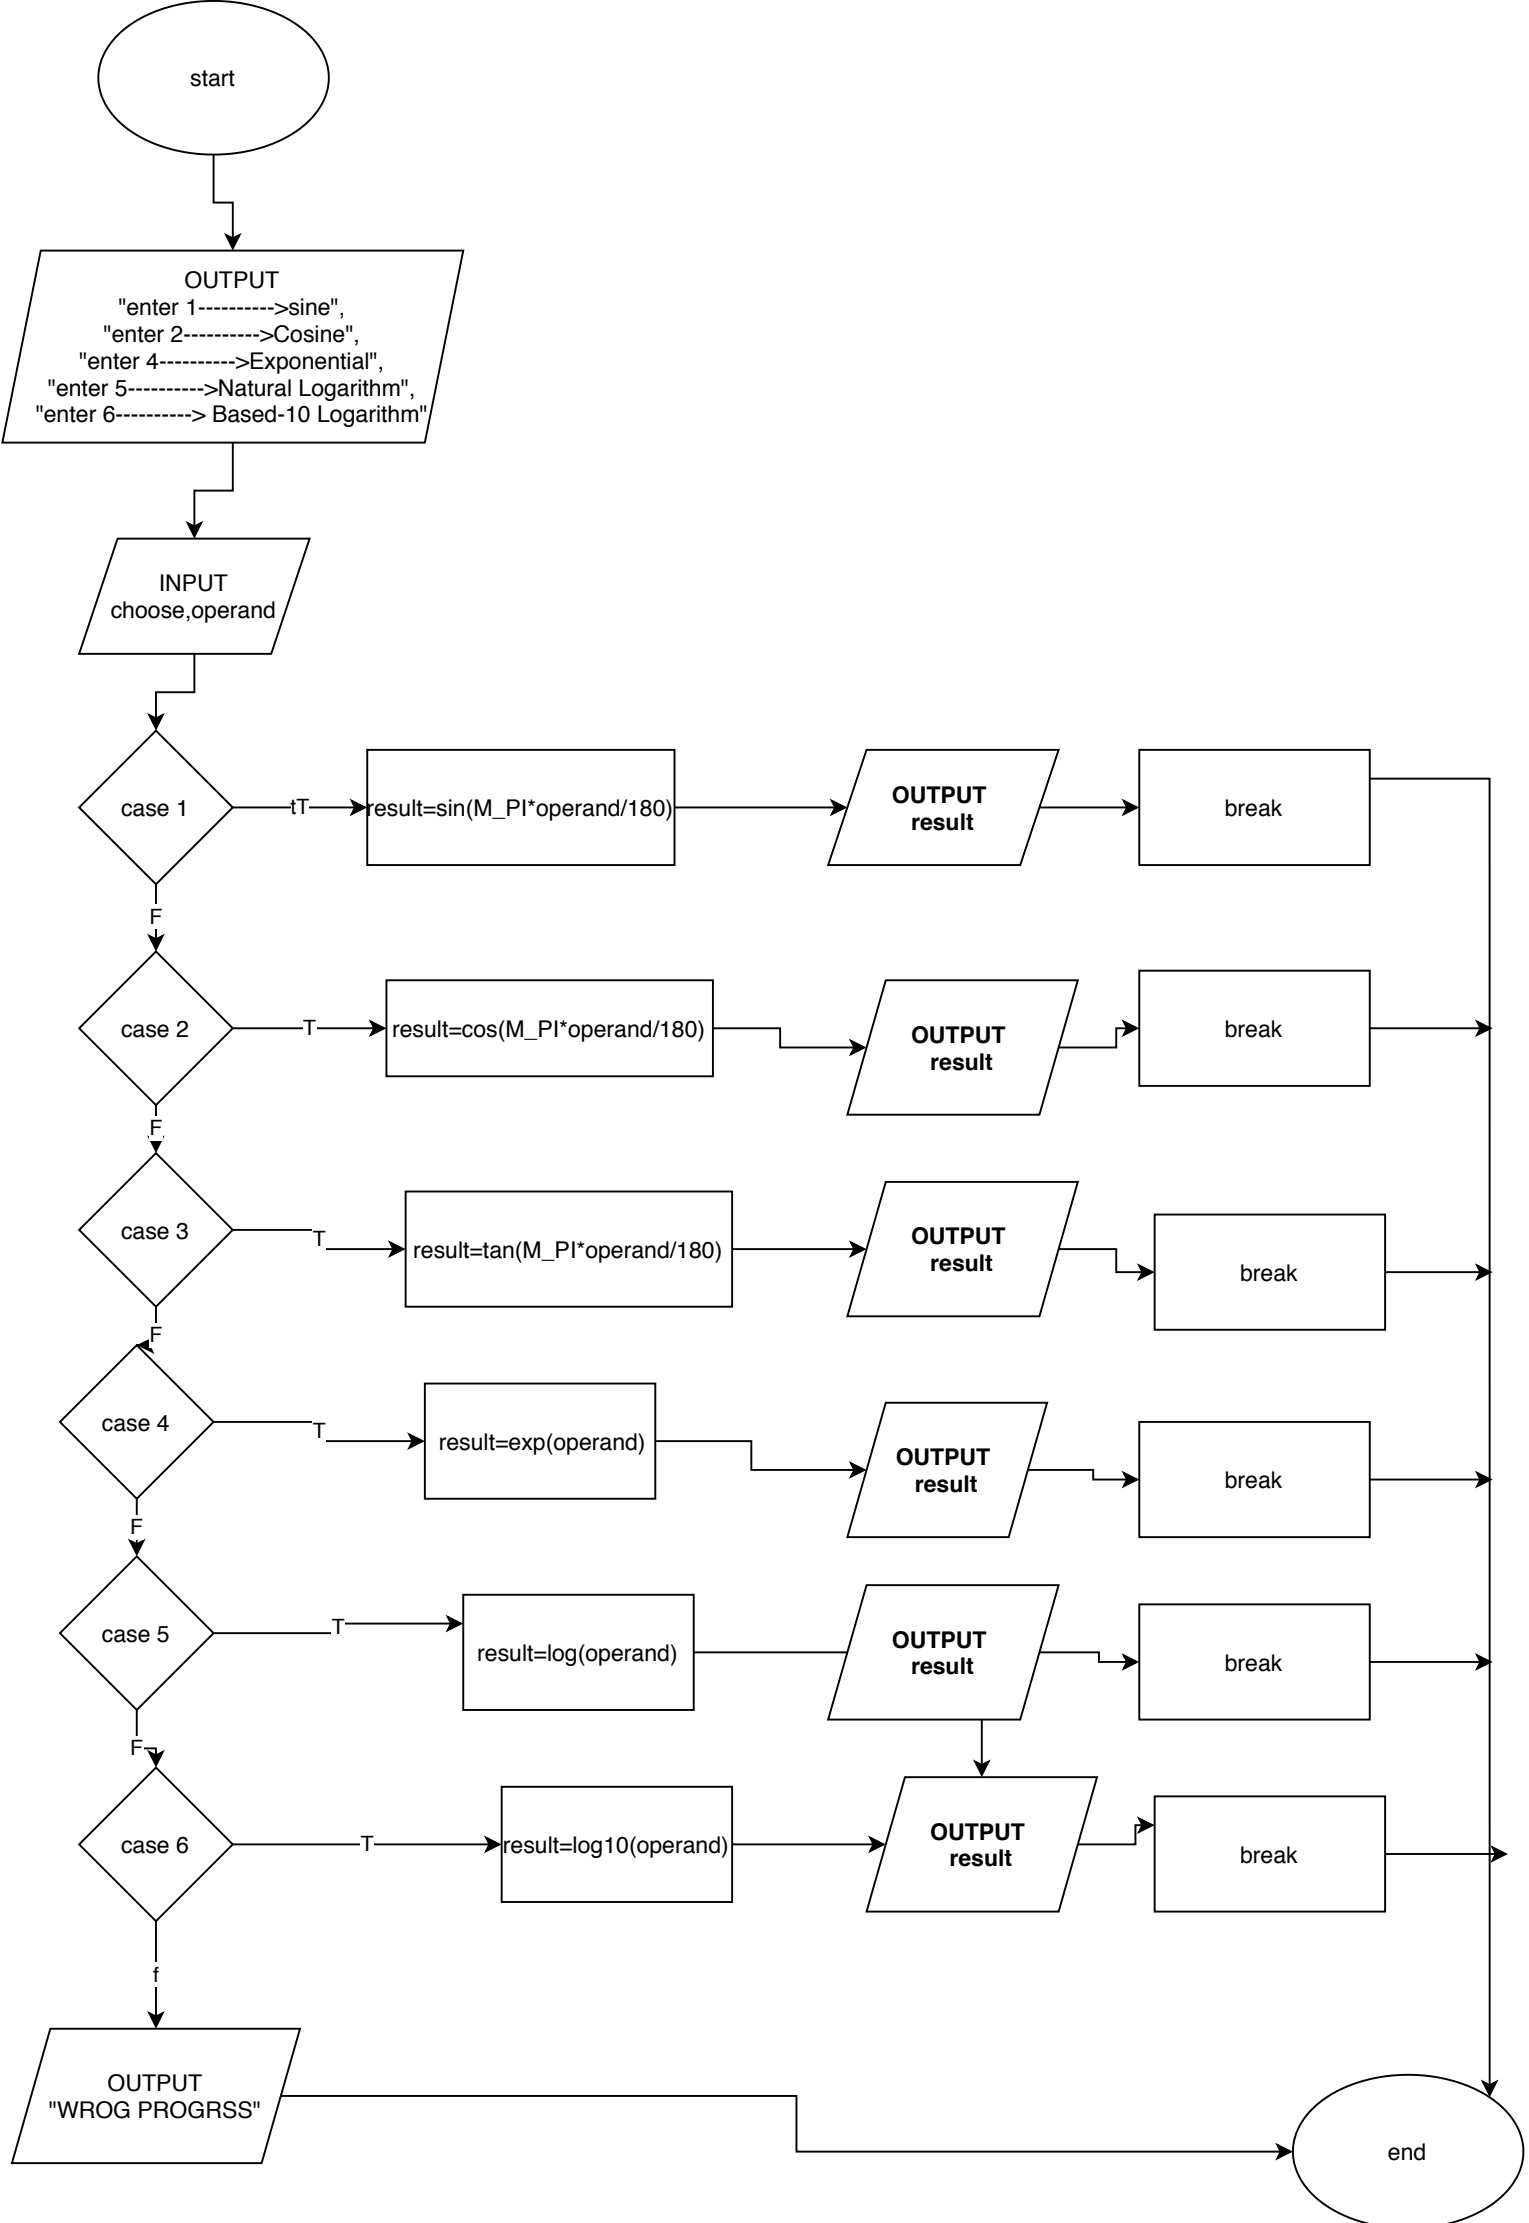 start
OUTPUT
"enter 1---------->sine",
"enter 2---------->Cosine",
"enter 4---------->Exponential",
"enter 5---------->Natural Logarithm",
"enter 6----------> Based-10 Logarithm"
INPUT
choose,operand
case 1
tT
result=sin(M_PI*operand/180)
OUTPUT
result
break
F
case 2
T
result=cos(M_PI*operand/180)
OUTPUT
result
break
F
case 3
T
result=tan(M_PI*operand/180)
OUTPUT
result
break
F
case 4
T
result=exp(operand)
OUTPUT
result
break
F
case 5
T
result=log(operand)
OUTPUT
result
break
F
case 6
T
result=log10(operand)
OUTPUT
result
break
f
OUTPUT
"WROG PROGRSS"
end